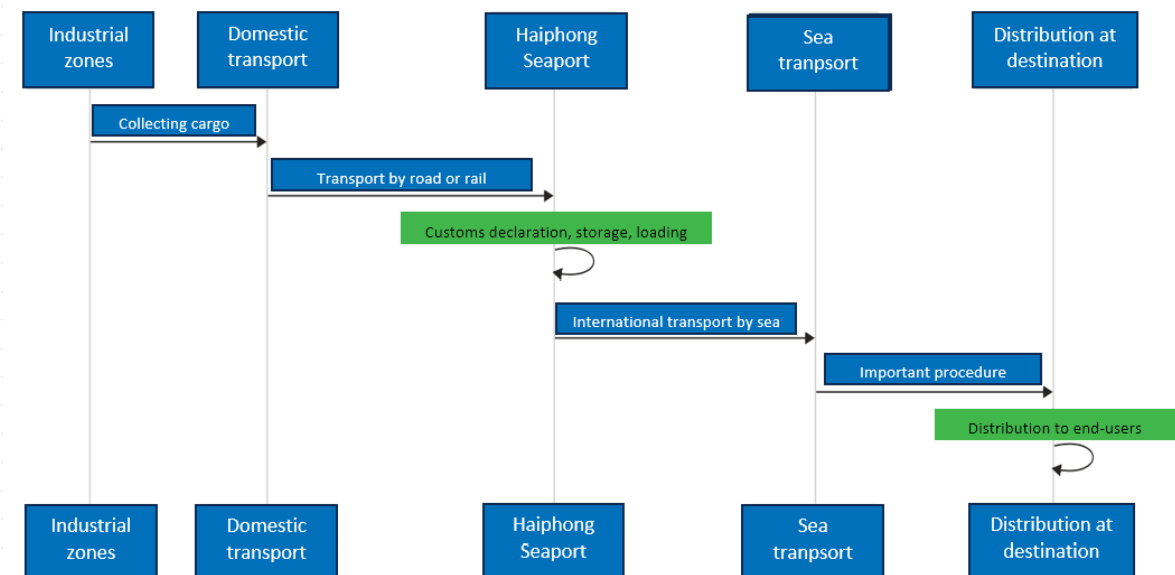 Industrial
zones
Domestic
transport
Haiphong
Seaport
Sea
tranpsort
Distribution at
destination
Collecting cargo
Transport by road or rail
Customs declaration, storage, loading
International transport by sea
Important procedure
Distribution to end-users
Industrial
zones
Domestic
transport
Haiphong
Seaport
Sea
tranpsort
Distribution at
destination